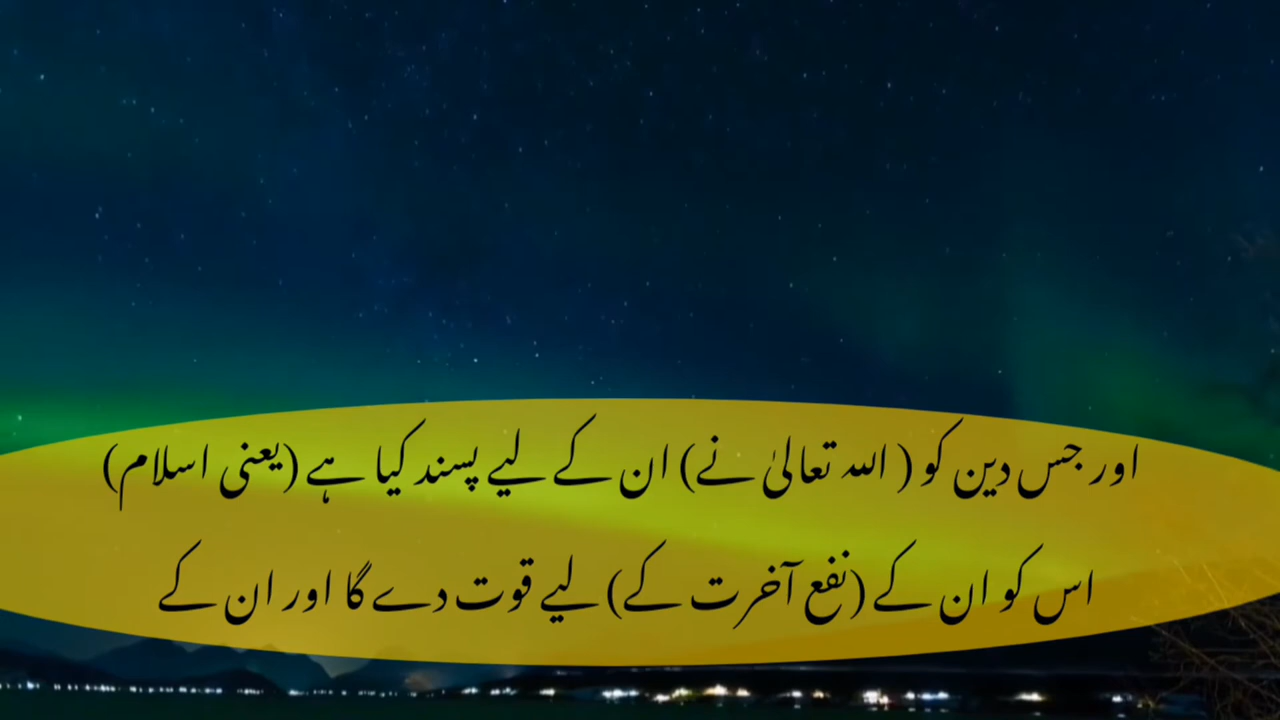 اور جس دین کو ( اللہ تعالیٰ نے) ان کے لیے پسند کیا ہے (یعنی اسلام)
اس کو ان کے (نفع آخرت کے) لیے قوت دے گا اور ان کے